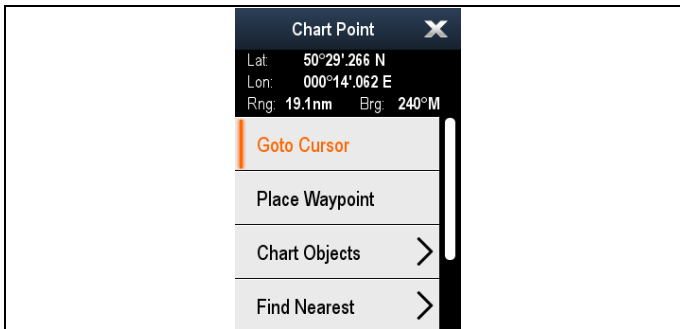 Chart Point
Lat: 50°29'.266 N
Lon: 000°14'.062 E
Rng: 19.1nm Brg: 240°M
Goto Cursor
Place Waypoint
Chart Objects
Find Nearest